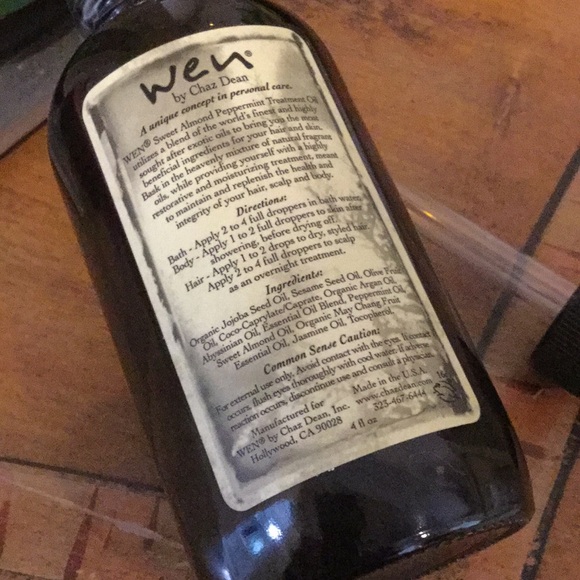 wen®
by Chaz Dean
A unique concept in personal care.
WEN® Sweet Almond Peppermint Treatment Oil
utilizes a blend of the world's finest and highly
sought after exotic oils to bring you the most
beneficial ingredients for your hair and skin.
Bask in the heavenly mixture of natural fragrant
oils, while providing yourself with a highly
restorative and moisturizing treatment, meant
to maintain and replenish the health and
integrity of your hair, scalp and body.
Directions:
Bath - Apply 2 to 4 full droppers in bath water.
Body - Apply 1 to 2 full droppers to skin after
showering, before drying off.
Hair - Apply 1 to 2 drops to dry, styled hair.
Apply 2 to 4 full droppers to scalp
as an overnight treatment.
Ingredients:
Organic Jojoba Seed Oil, Sesame Seed Oil, Olive Fruit
Oil, Coco-Caprylate/Caprate, Organic Argan Oil,
Abyssinian Oil, Essential Oil Blend, Peppermint Oil,
Sweet Almond Oil, Organic May Chang Fruit
Essential Oil, Jasmine Oil, Tocopherol.
Common Sense Caution:
For external use only. Avoid contact with the eyes. If contact
occurs, flush eyes thoroughly with cool water. If adverse
reaction occurs, discontinue use and consult a physician.
Manufactured for Made in the U.S.A.
WEN® by Chaz Dean, Inc. www.chazdean.com
Hollywood, CA 90028 4 fl oz 323-467-6444